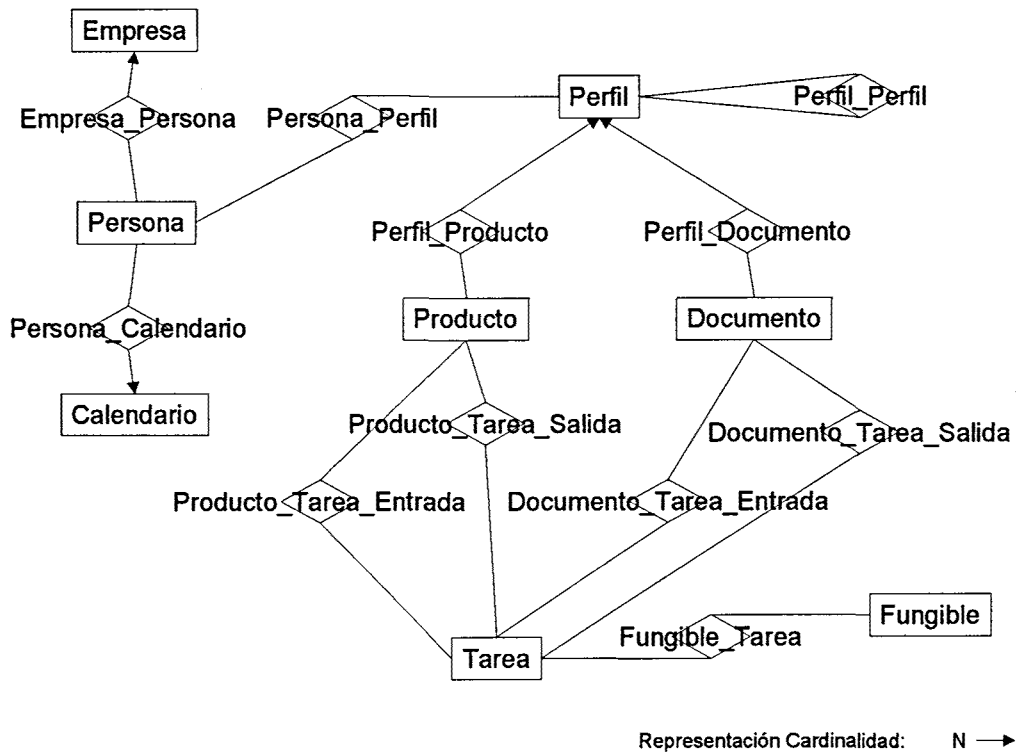 Empresa
Perfil
Perfil_Perfil
Empresa_Persona
Persona_Perfil
Persona
Perfil_Producto
Perfil_Documento
Persona_Calendario
Producto
Documento
Calendario
Producto_Tarea_Salida
Documento_Tarea_Salida
Producto_Tarea_Entrada
Documento_Tarea_Entrada
Fungible
Fungible_Tarea
Tarea
Representación Cardinalidad: N